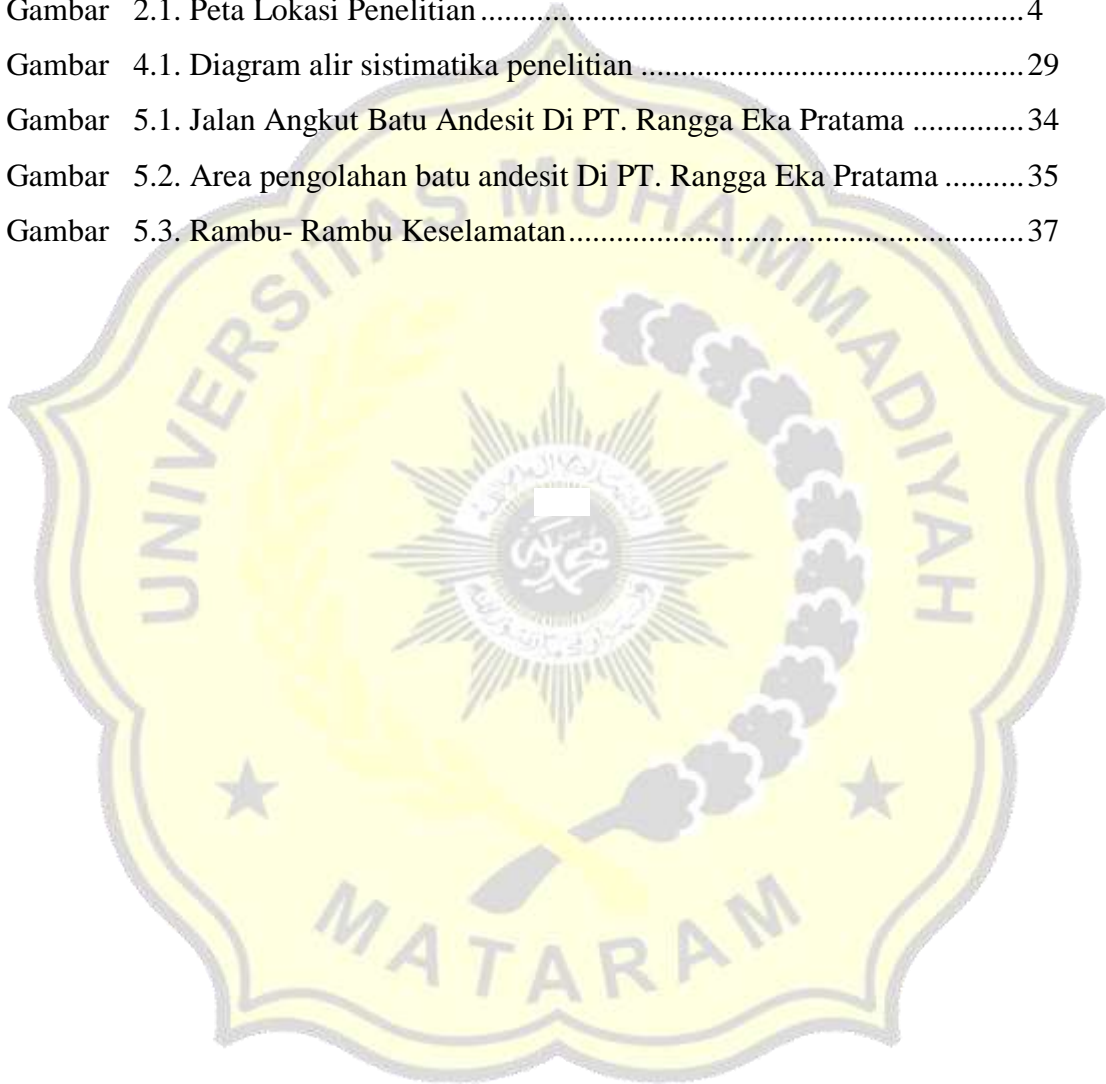 Gambar 2.1. Peta Lokasi Penelitian ..................................................................... 4
Gambar 4.1. Diagram alir sistimatika penelitian ................................................ 29
Gambar 5.1. Jalan Angkut Batu Andesit Di PT. Rangga Eka Pratama .............. 34
Gambar 5.2. Area pengolahan batu andesit Di PT. Rangga Eka Pratama .......... 35
Gambar 5.3. Rambu- Rambu Keselamatan ......................................................... 37
UNIVERSITAS MUHAMMADIYAH
MATARAM